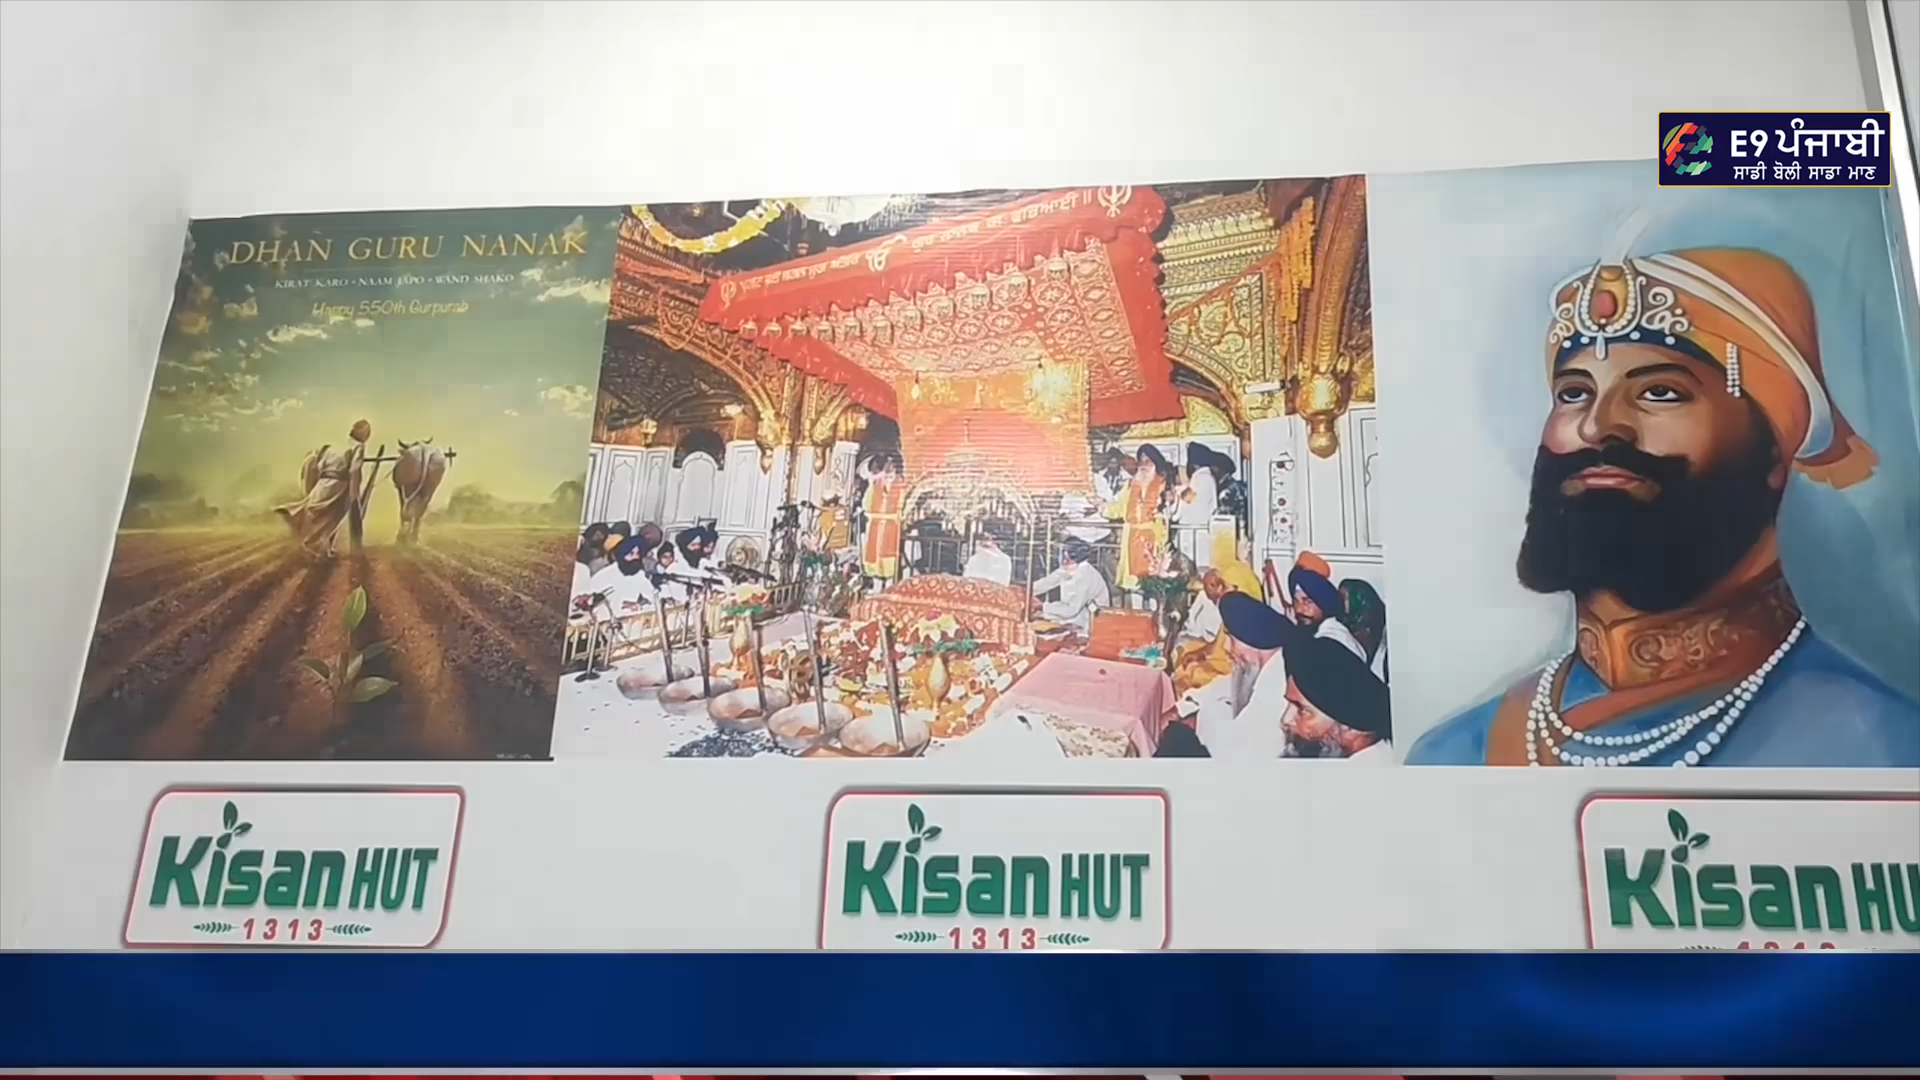 E9 ਪੰਜਾਬੀ
ਸਾਡੀ ਬੋਲੀ ਸਾਡਾ ਮਾਣ
DHAN GURU NANAK
KIRAT KARO • NAAM JAPO • WAND SHAKO
Happy 550th Gurpurab
Kisan HUT
1313
Kisan HUT
1313
Kisan HU